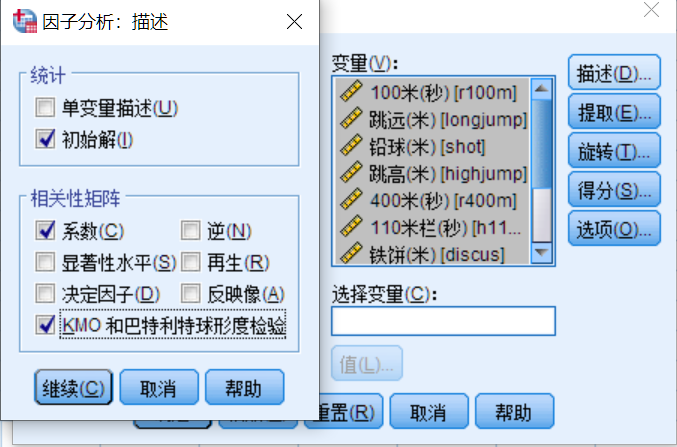 因子分析：描述
统计
单变量描述(U)
初始解(I)
相关性矩阵
系数(C)
逆(N)
显著性水平(S)
再生(R)
决定因子(D)
反映像(A)
KMO 和巴特利特球形度检验
继续(C)
取消
帮助
变量(V)：
100米(秒) [r100m]
跳远(米) [longjump]
铅球(米) [shot]
跳高(米) [highjump]
400米(秒) [r400m]
110米栏(秒) [h11...
铁饼(米) [discus]
选择变量(C)：
值(L)...
描述(D)...
提取(E)...
旋转(T)...
得分(S)...
选项(O)...
重置(R)
取消
帮助